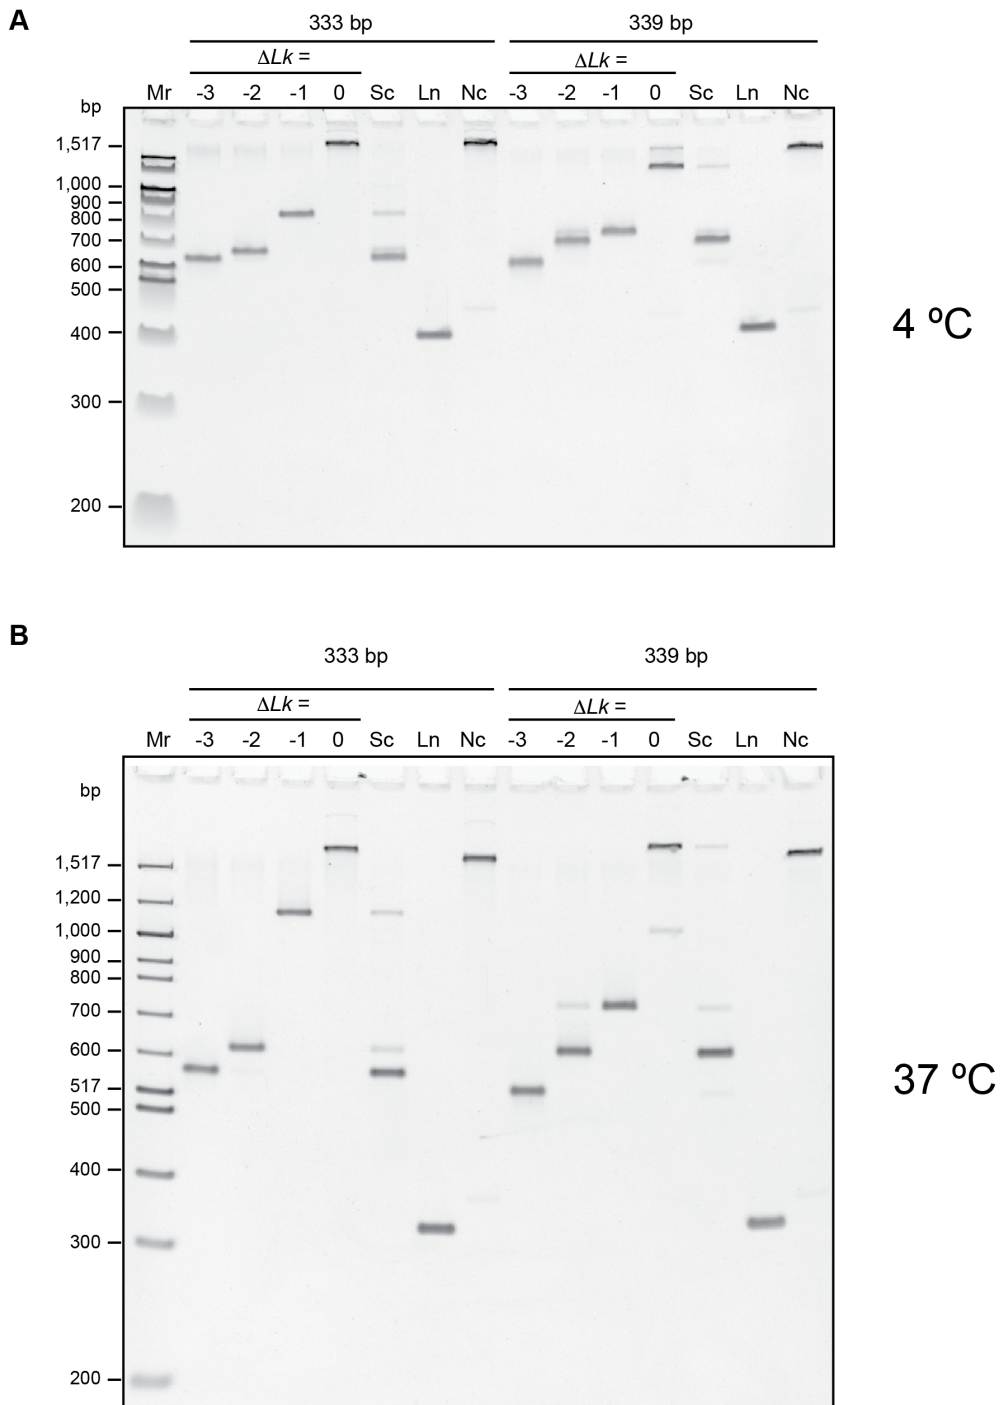 A
333 bp 339 bp
ΔLk = ΔLk =
Mr -3 -2 -1 0 Sc Ln Nc -3 -2 -1 0 Sc Ln Nc
bp
1,517
1,000
900
800
700
600
500
400
300
200
4 ºC
B
333 bp 339 bp
ΔLk = ΔLk =
Mr -3 -2 -1 0 Sc Ln Nc -3 -2 -1 0 Sc Ln Nc
bp
1,517
1,200
1,000
900
800
700
600
517
500
400
300
200
37 ºC